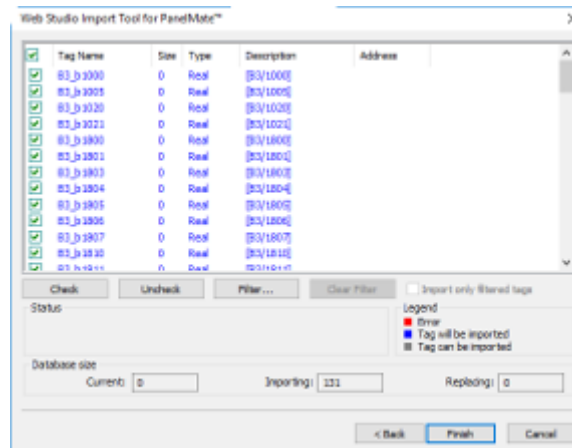 Web Studio Import Tool for PanelMate™
Tag Name Size Type Description Address
B3_b1000 0 Real [B3/1000]
B3_b1005 0 Real [B3/1005]
B3_b1020 0 Real [B3/1020]
B3_b1021 0 Real [B3/1021]
B3_b1800 0 Real [B3/1800]
B3_b1801 0 Real [B3/1801]
B3_b1803 0 Real [B3/1803]
B3_b1804 0 Real [B3/1804]
B3_b1805 0 Real [B3/1805]
B3_b1806 0 Real [B3/1806]
B3_b1807 0 Real [B3/1807]
B3_b1810 0 Real [B3/1810]
B3_b1811 0 Real [B3/1811]
Check Uncheck Filter... Clear Filter Import only filtered tags
Status Legend
Error
Tag will be imported
Tag can be imported
Database size
Current: 0 Importing: 131 Replacing: 0
< Back Finish Cancel